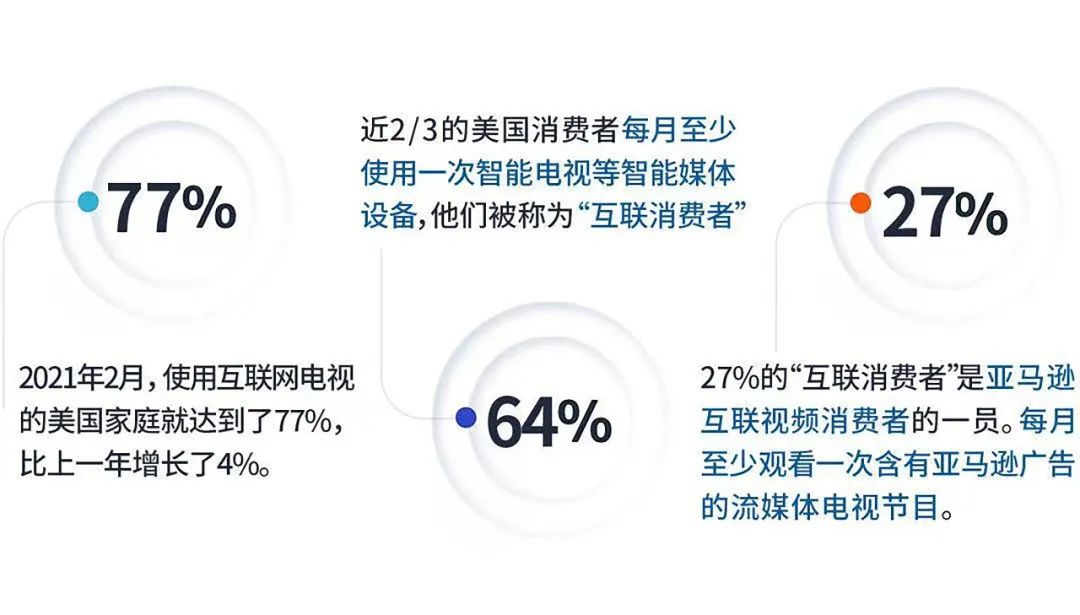 77%
2021年2月，使用互联网电视
的美国家庭就达到了77%，
比上一年增长了4%。
近2/3的美国消费者每月至少
使用一次智能电视等智能媒体
设备，他们被称为“互联消费者”
64%
27%
27%的“互联消费者”是亚马逊
互联视频消费者的一员。每月
至少观看一次含有亚马逊广告
的流媒体电视节目。